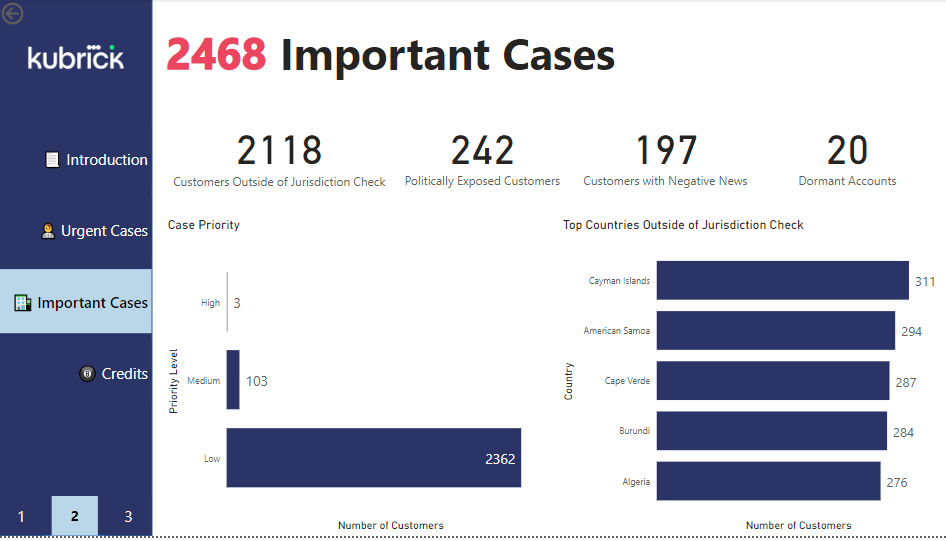 kubrick
2468 Important Cases
Introduction
Urgent Cases
Important Cases
Credits
1 2 3
2118 242 197 20
Customers Outside of Jurisdiction Check Politically Exposed Customers Customers with Negative News Dormant Accounts
Case Priority
Priority Level
High 3
Medium 103
Low 2362
Number of Customers
Top Countries Outside of Jurisdiction Check
Country
Cayman Islands 311
American Samoa 294
Cape Verde 287
Burundi 284
Algeria 276
Number of Customers